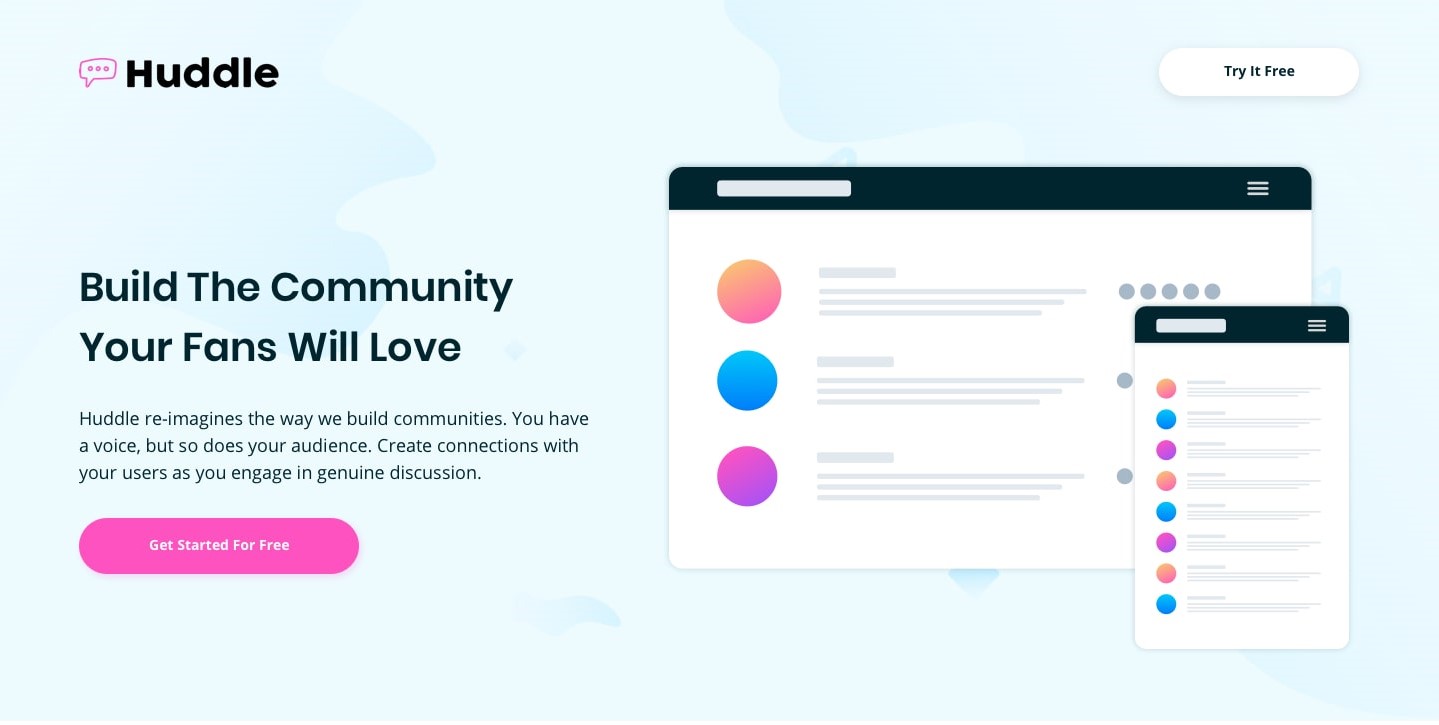 Huddle
Try It Free
Build The Community
Your Fans Will Love
Huddle re-imagines the way we build communities. You have
a voice, but so does your audience. Create connections with
your users as you engage in genuine discussion.
Get Started For Free